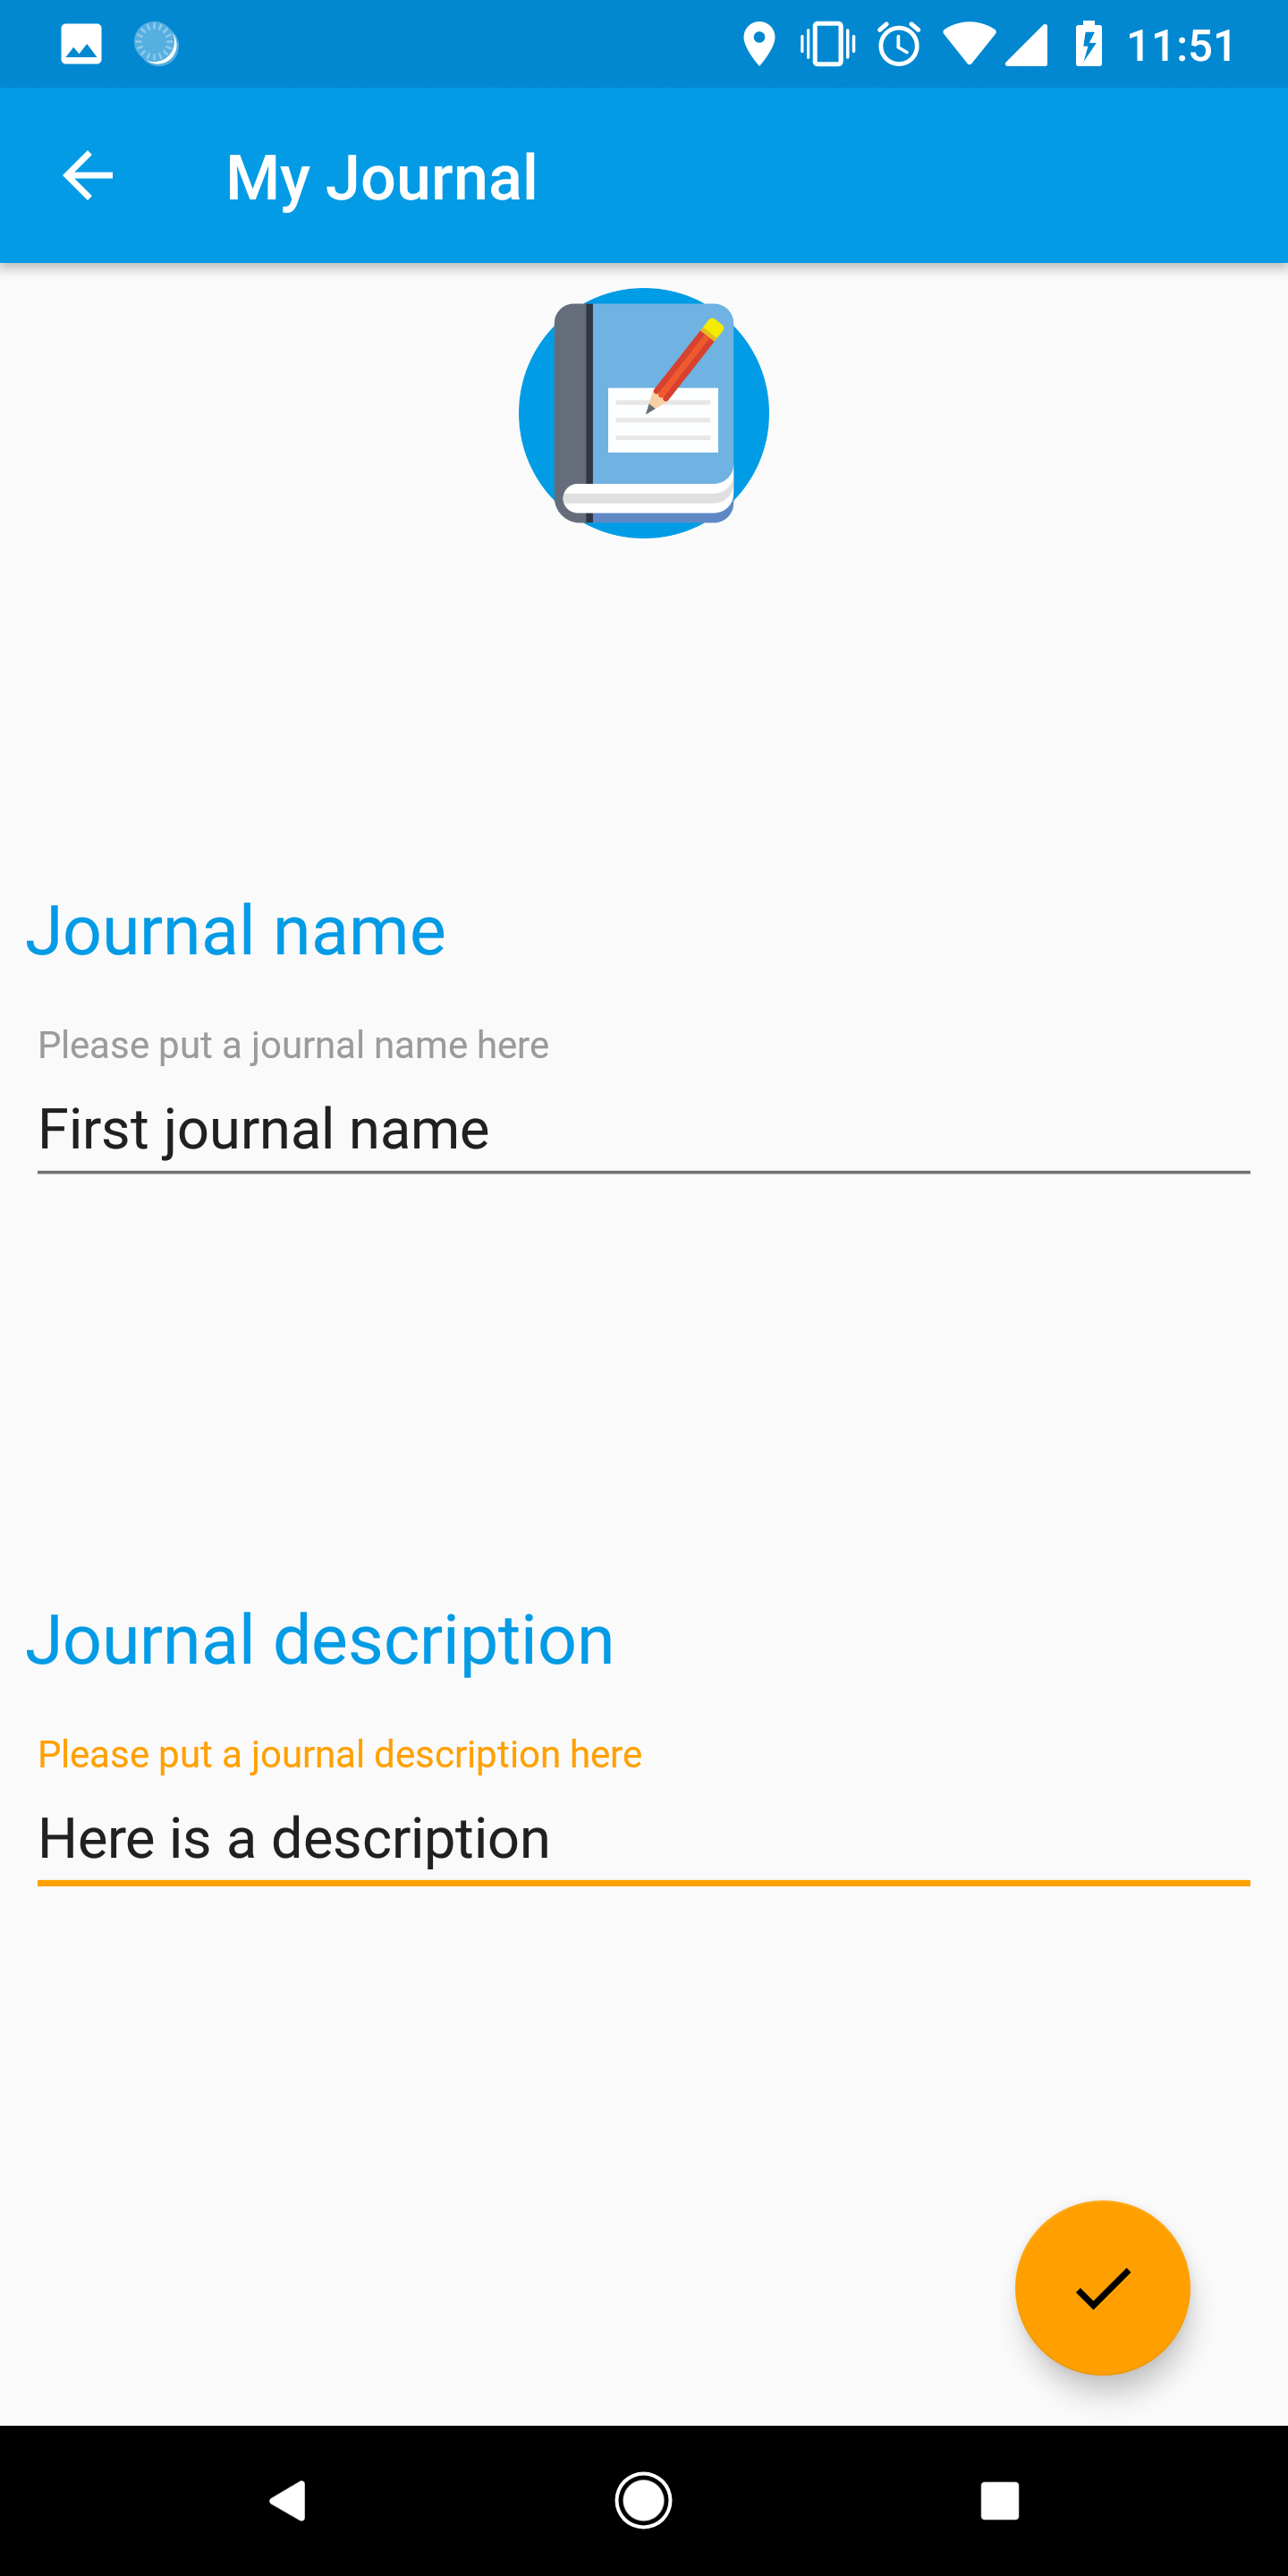 11:51
My Journal
Journal name
Please put a journal name here
First journal name
Journal description
Please put a journal description here
Here is a description